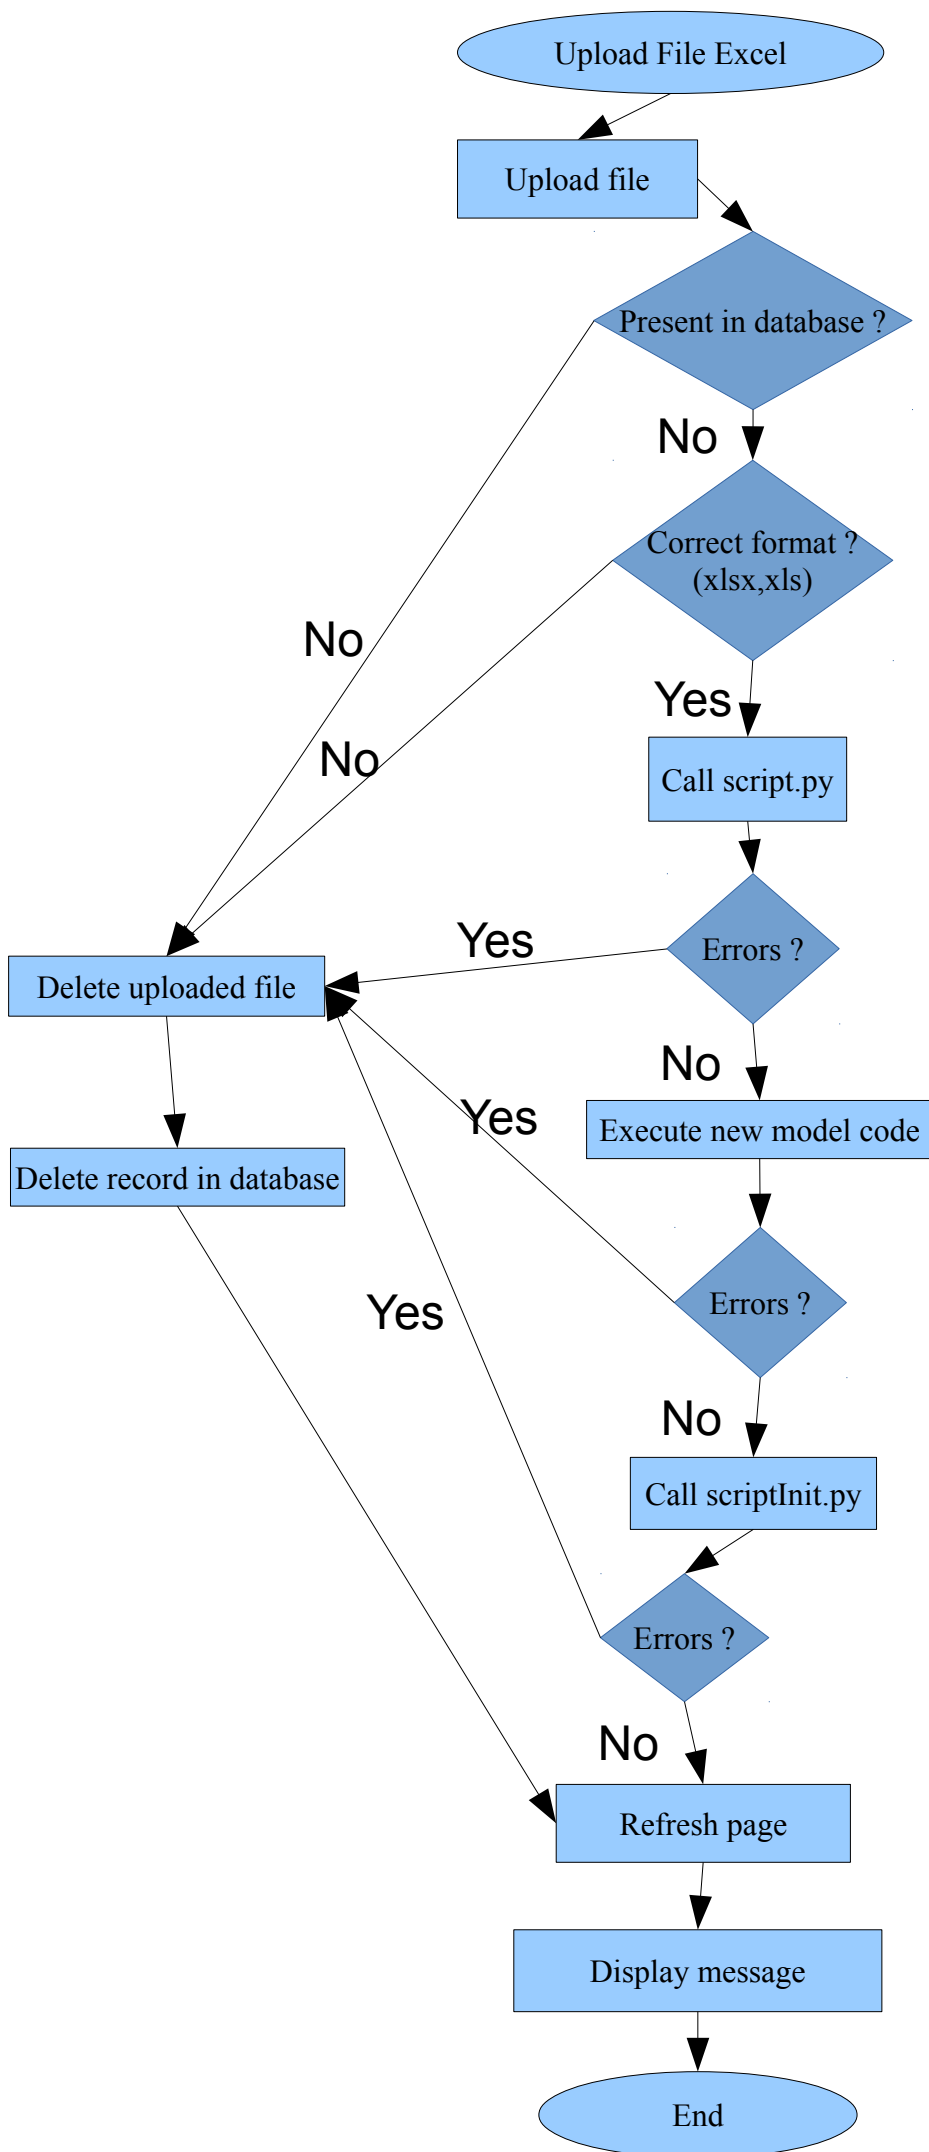 Upload File Excel
Upload file
Present in database ?
No
Correct format ?
(xlsx,xls)
No
Yes
No
Call script.py
Yes
Errors ?
Delete uploaded file
No
Yes
Execute new model code
Delete record in database
Yes
Errors ?
No
Call scriptInit.py
Errors ?
No
Refresh page
Display message
End